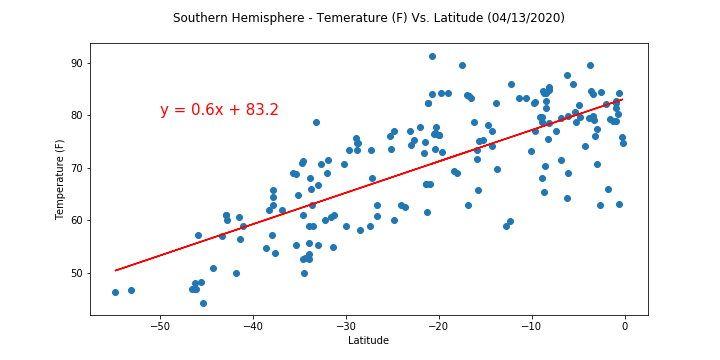 Southern Hemisphere - Temerature (F) Vs. Latitude (04/13/2020)
y = 0.6x + 83.2
Temperature (F)
90
80
70
60
50
−50
−40
−30
−20
−10
0
Latitude